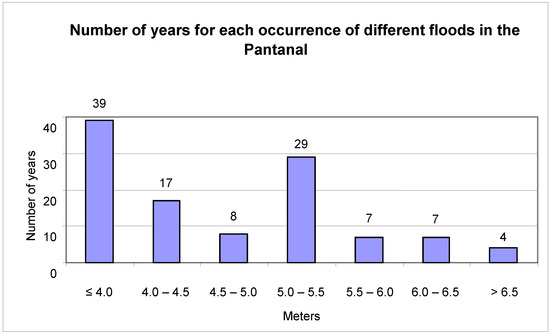 Number of years for each occurrence of different floods in the
Pantanal
Number of years
40
30
20
10
0
39
17
8
29
7
7
4
≤ 4.0
4.0 – 4.5
4.5 – 5.0
5.0 – 5.5
5.5 – 6.0
6.0 – 6.5
> 6.5
Meters